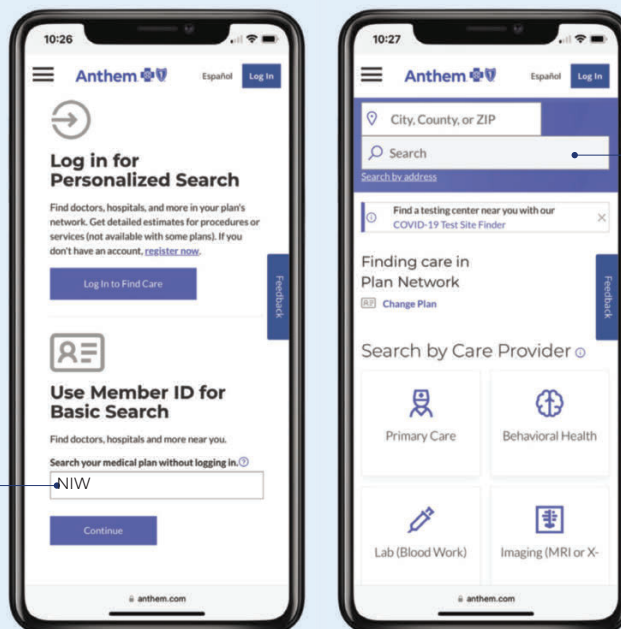 10:26
Anthem
Español
Log In
Log in for
Personalized Search
Find doctors, hospitals, and more in your plan's
network. Get detailed estimates for procedures or
services (not available with some plans). If you
don't have an account, register now.
Log In to Find Care
Feedback
Use Member ID for
Basic Search
Find doctors, hospitals and more near you.
Search your medical plan without logging in.
NIW
Continue
anthem.com
10:27
Anthem
Español
Log In
City, County, or ZIP
Search
Search by address
Find a testing center near you with our
COVID-19 Test Site Finder
Finding care in
Plan Network
Change Plan
Feedback
Search by Care Provider
Primary Care
Behavioral Health
Lab (Blood Work)
Imaging (MRI or X-
anthem.com